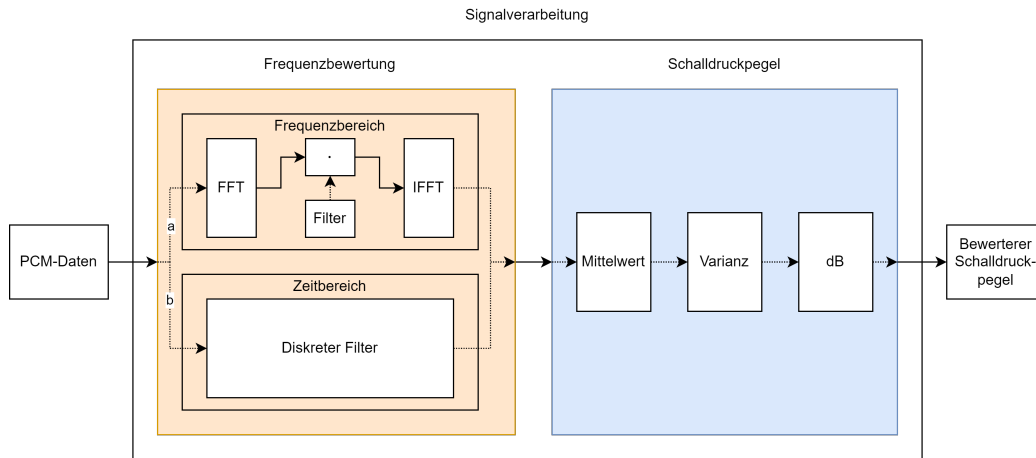 Signalverarbeitung
Frequenzbewertung
Schalldruckpegel
Frequenzbereich
FFT
·
IFFT
Filter
a
PCM-Daten
b
Zeitbereich
Diskreter Filter
Mittelwert
Varianz
dB
Bewerterer
Schalldruck-
pegel